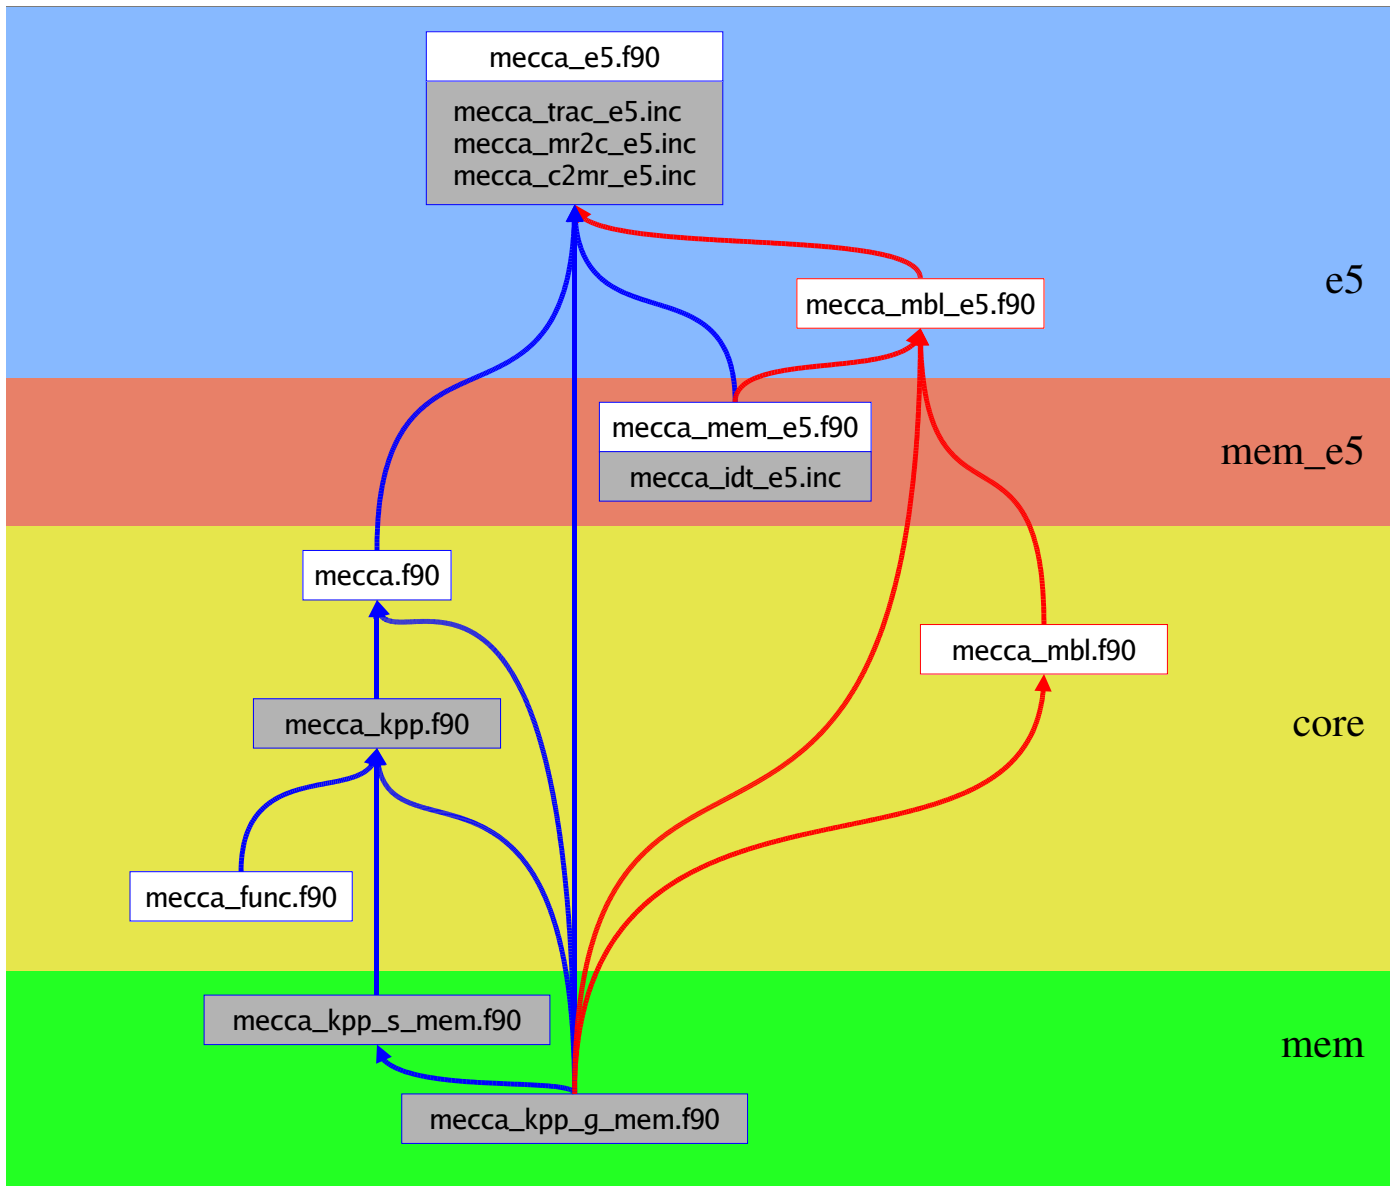 mecca_e5.f90
mecca_trac_e5.inc
mecca_mr2c_e5.inc
mecca_c2mr_e5.inc
e5
mecca_mbl_e5.f90
mecca_mem_e5.f90
mem_e5
mecca_idt_e5.inc
mecca.f90
mecca_mbl.f90
mecca_kpp.f90
core
mecca_func.f90
mecca_kpp_s_mem.f90
mem
mecca_kpp_g_mem.f90